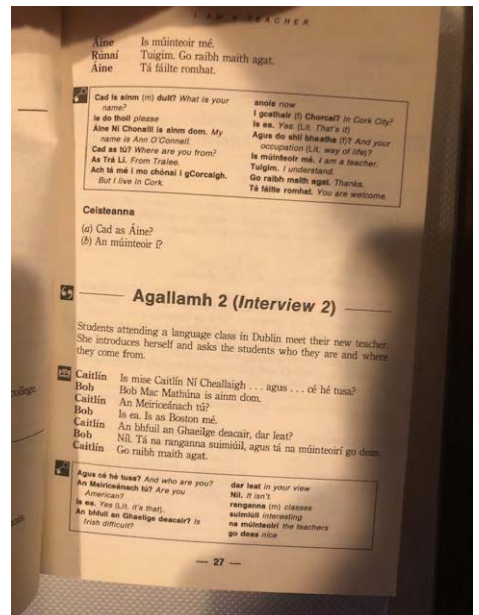 I AM A TEACHER
Áine Is múinteoir mé.
Rúnaí Tuigim. Go raibh maith agat.
Áine Tá fáilte romhat.
Cad is ainm (m) duit? What is your
name?
le do thoil please
Áine Ní Chonaill is ainm dom. My
name is Ann O'Connell.
Cad as tú? Where are you from?
As Trá Lí. From Tralee.
Ach tá mé i mo chónaí i gCorcaigh.
But I live in Cork.
anois now
I gcathair (f) Chorcaí? In Cork City?
Is ea. Yes. (Lit. That's it)
Agus do shlí bheatha (f)? And your
occupation (Lit. way of life)?
Is múinteoir mé. I am a teacher.
Tuigim. I understand.
Go raibh maith agat. Thanks.
Tá fáilte romhat. You are welcome.
Ceisteanna
(a) Cad as Áine?
(b) An múinteoir í?
Agallamh 2 (Interview 2)
Students attending a language class in Dublin meet their new teacher.
She introduces herself and asks the students who they are and where
they come from.
Caitlín Is mise Caitlín Ní Cheallaigh . . . agus . . . cé hé tusa?
Bob Bob Mac Mathúna is ainm dom.
Caitlín An Meiriceánach tú?
Bob Is ea. Is as Boston mé.
Caitlín An bhfuil an Ghaeilge deacair, dar leat?
Bob Níl. Tá na ranganna suimiúil, agus tá na múinteoirí go deas.
Caitlín Go raibh maith agat.
Agus cé hé tusa? And who are you?
An Meiriceánach tú? Are you
American?
Is ea. Yes (Lit. it's that).
An bhfuil an Ghaeilge deacair? Is
Irish difficult?
dar leat in your view
Níl. It isn't.
ranganna (m) classes
suimiúil interesting
na múinteoirí the teachers
go deas nice
— 27 —
college.